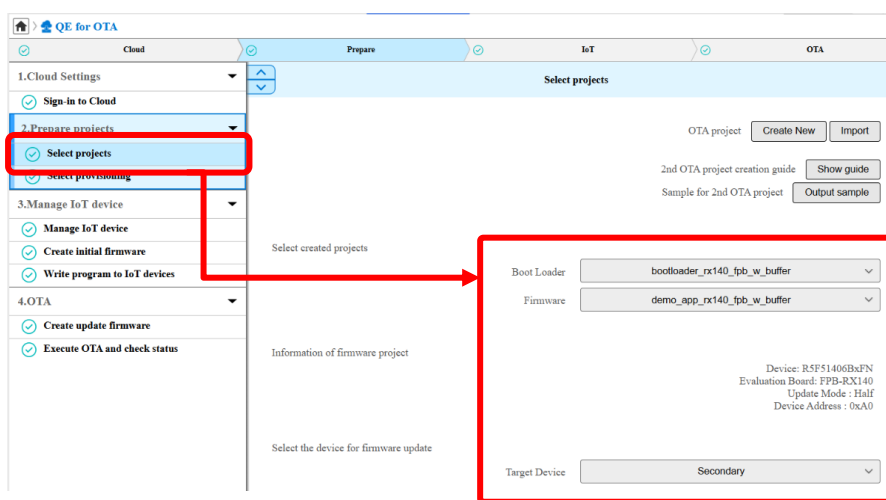 QE for OTA
Cloud
Prepare
IoT
OTA
1.Cloud Settings
Sign-in to Cloud
2.Prepare projects
Select projects
Select provisioning
3.Manage IoT device
Manage IoT device
Create initial firmware
Write program to IoT devices
4.OTA
Create update firmware
Execute OTA and check status
Select projects
OTA project Create New Import
2nd OTA project creation guide Show guide
Sample for 2nd OTA project Output sample
Select created projects
Boot Loader bootloader_rx140_fpb_w_buffer
Firmware demo_app_rx140_fpb_w_buffer
Information of firmware project
Device: R5F51406BxFN
Evaluation Board: FPB-RX140
Update Mode : Half
Device Address : 0xA0
Select the device for firmware update
Target Device Secondary